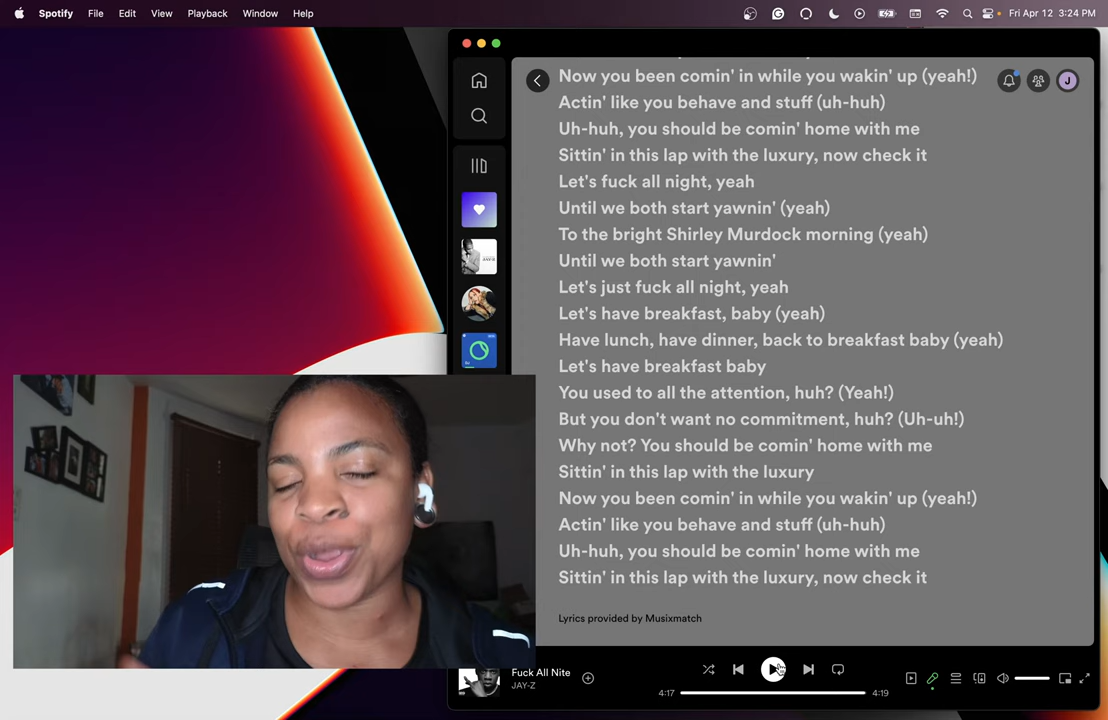 Spotify File Edit View Playback Window Help Fri Apr 12 3:24 PM
Now you been comin' in while you wakin' up (yeah!)
J
Actin' like you behave and stuff (uh-huh)
Uh-huh, you should be comin' home with me
Sittin' in this lap with the luxury, now check it
Let's fuck all night, yeah
Until we both start yawnin' (yeah)
To the bright Shirley Murdock morning (yeah)
Until we both start yawnin'
Let's just fuck all night, yeah
Let's have breakfast, baby (yeah)
Have lunch, have dinner, back to breakfast baby (yeah)
Let's have breakfast baby
You used to all the attention, huh? (Yeah!)
But you don't want no commitment, huh? (Uh-uh!)
Why not? You should be comin' home with me
Sittin' in this lap with the luxury
Now you been comin' in while you wakin' up (yeah!)
Actin' like you behave and stuff (uh-huh)
Uh-huh, you should be comin' home with me
Sittin' in this lap with the luxury, now check it
Lyrics provided by Musixmatch
Fuck All Nite
JAY-Z
4:17 4:19